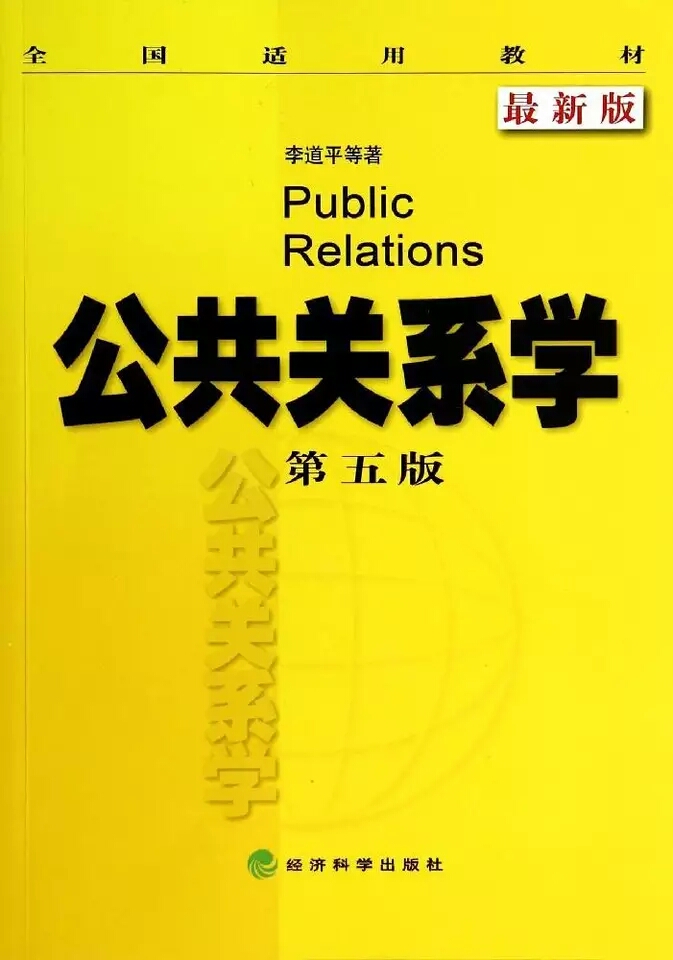 全国适用教材
最新版
李道平等著
Public
Relations
公共关系学
第五版
公共关系学
经济科学出版社